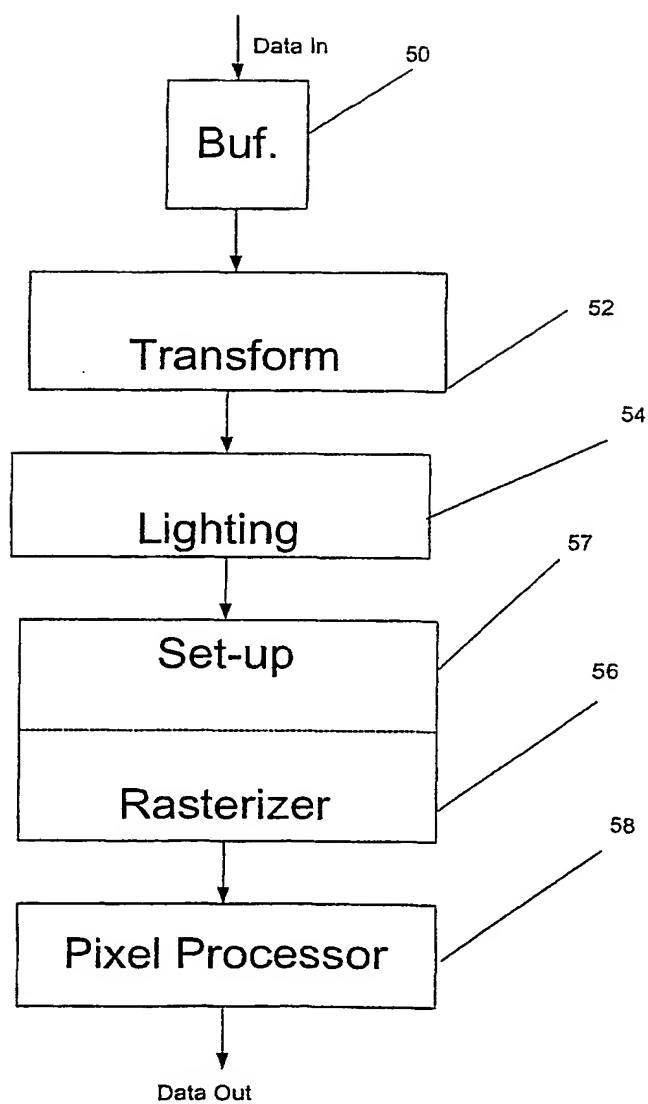 Data In
50
Buf.
52
Transform
54
Lighting
57
Set-up
56
Rasterizer
58
Pixel Processor
Data Out